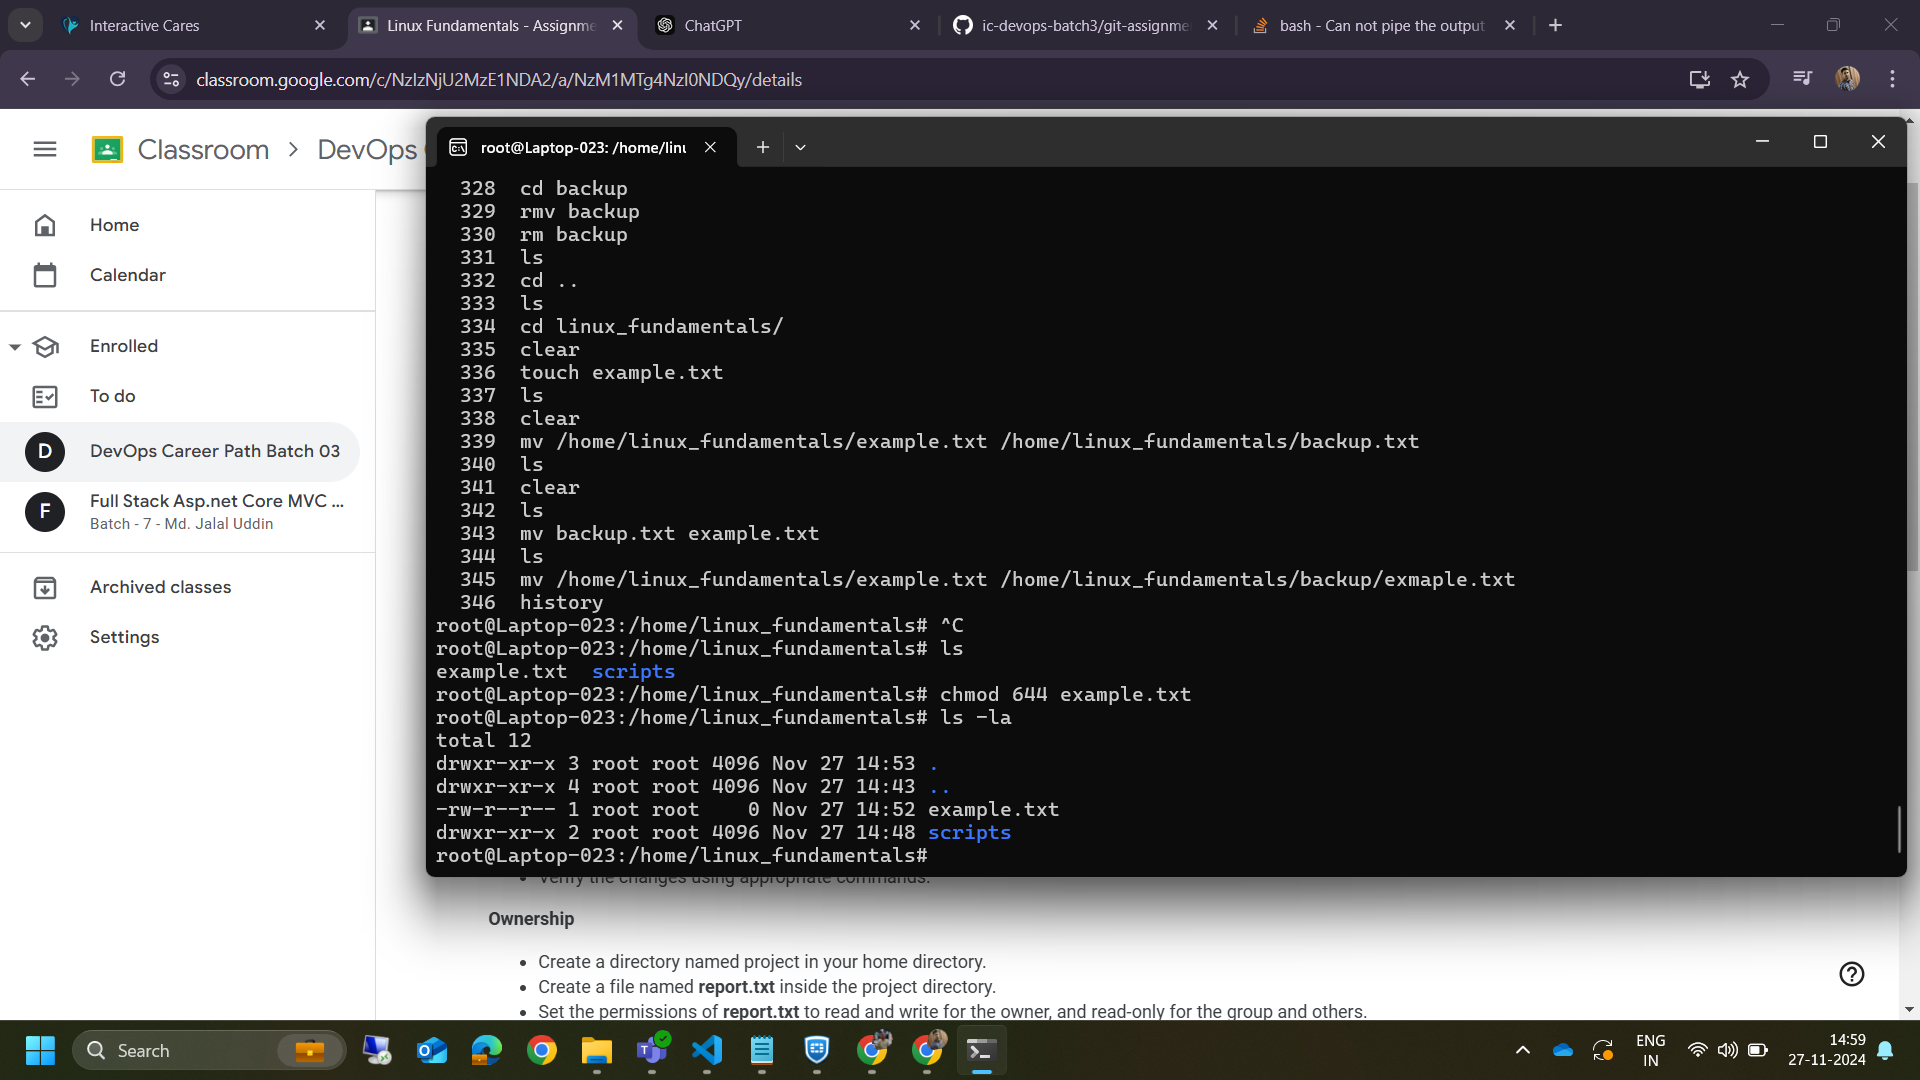 Interactive Cares
Linux Fundamentals - Assignme
ChatGPT
ic-devops-batch3/git-assignme
bash - Can not pipe the output
classroom.google.com/c/NzIzNjU2MzE1NDA2/a/NzM1MTg4NzI0NDQy/details
Classroom > DevOps
Home
Calendar
Enrolled
To do
D
DevOps Career Path Batch 03
F
Full Stack Asp.net Core MVC ...
Batch - 7 - Md. Jalal Uddin
Archived classes
Settings
root@Laptop-023: /home/linu
328 cd backup
329 rmv backup
330 rm backup
331 ls
332 cd ..
333 ls
334 cd linux_fundamentals/
335 clear
336 touch example.txt
337 ls
338 clear
339 mv /home/linux_fundamentals/example.txt /home/linux_fundamentals/backup.txt
340 ls
341 clear
342 ls
343 mv backup.txt example.txt
344 ls
345 mv /home/linux_fundamentals/example.txt /home/linux_fundamentals/backup/exmaple.txt
346 history
root@Laptop-023:/home/linux_fundamentals# ^C
root@Laptop-023:/home/linux_fundamentals# ls
example.txt scripts
root@Laptop-023:/home/linux_fundamentals# chmod 644 example.txt
root@Laptop-023:/home/linux_fundamentals# ls -la
total 12
drwxr-xr-x 3 root root 4096 Nov 27 14:53 .
drwxr-xr-x 4 root root 4096 Nov 27 14:43 ..
-rw-r--r-- 1 root root 0 Nov 27 14:52 example.txt
drwxr-xr-x 2 root root 4096 Nov 27 14:48 scripts
root@Laptop-023:/home/linux_fundamentals#
Verify the changes using appropriate commands.
Ownership
• Create a directory named project in your home directory.
• Create a file named report.txt inside the project directory.
• Set the permissions of report.txt to read and write for the owner, and read-only for the group and others.
Search
ENG
IN
14:59
27-11-2024